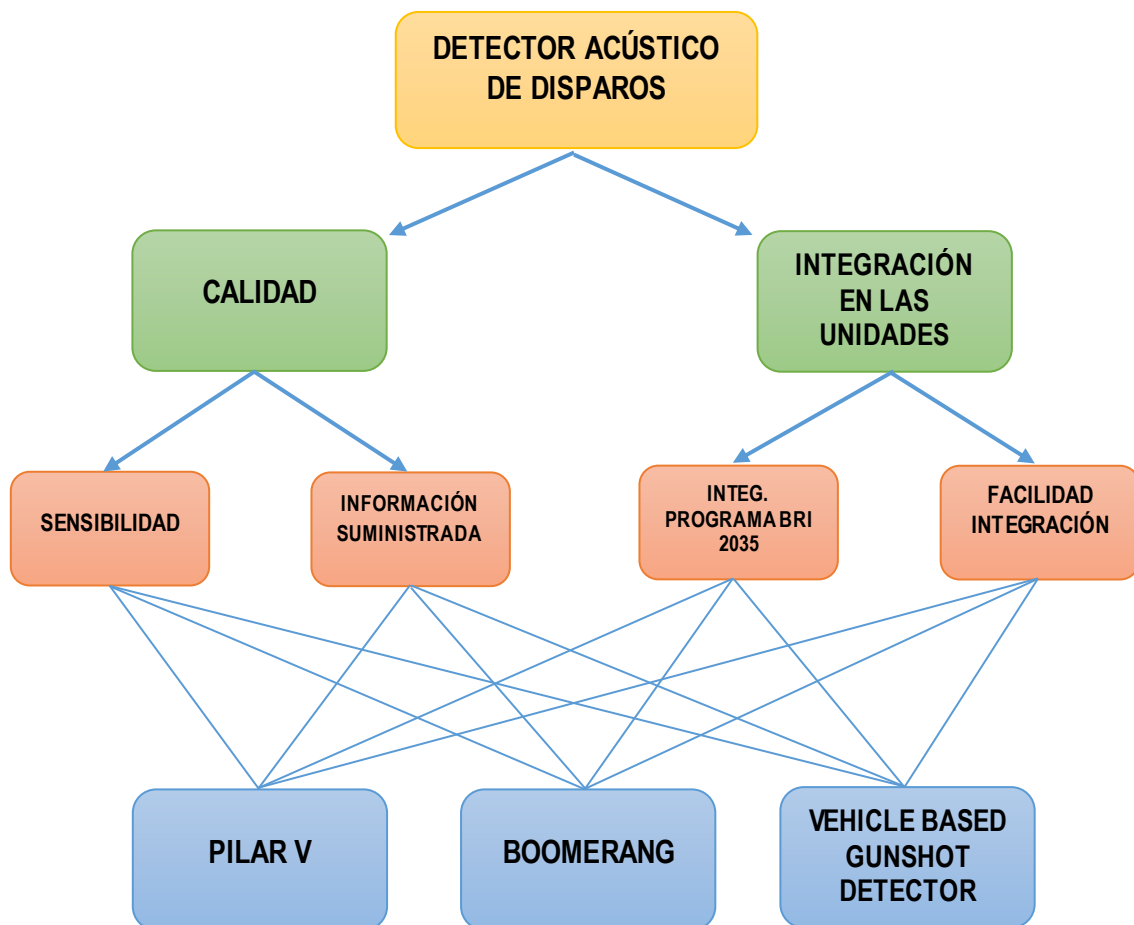 DETECTOR ACÚSTICO
DE DISPAROS
CALIDAD
INTEGRACIÓN
EN LAS
UNIDADES
SENSIBILIDAD
INFORMACIÓN
SUMINISTRADA
INTEG.
PROGRAMA BRI
2035
FACILIDAD
INTEGRACIÓN
PILAR V
BOOMERANG
VEHICLE BASED
GUNSHOT
DETECTOR